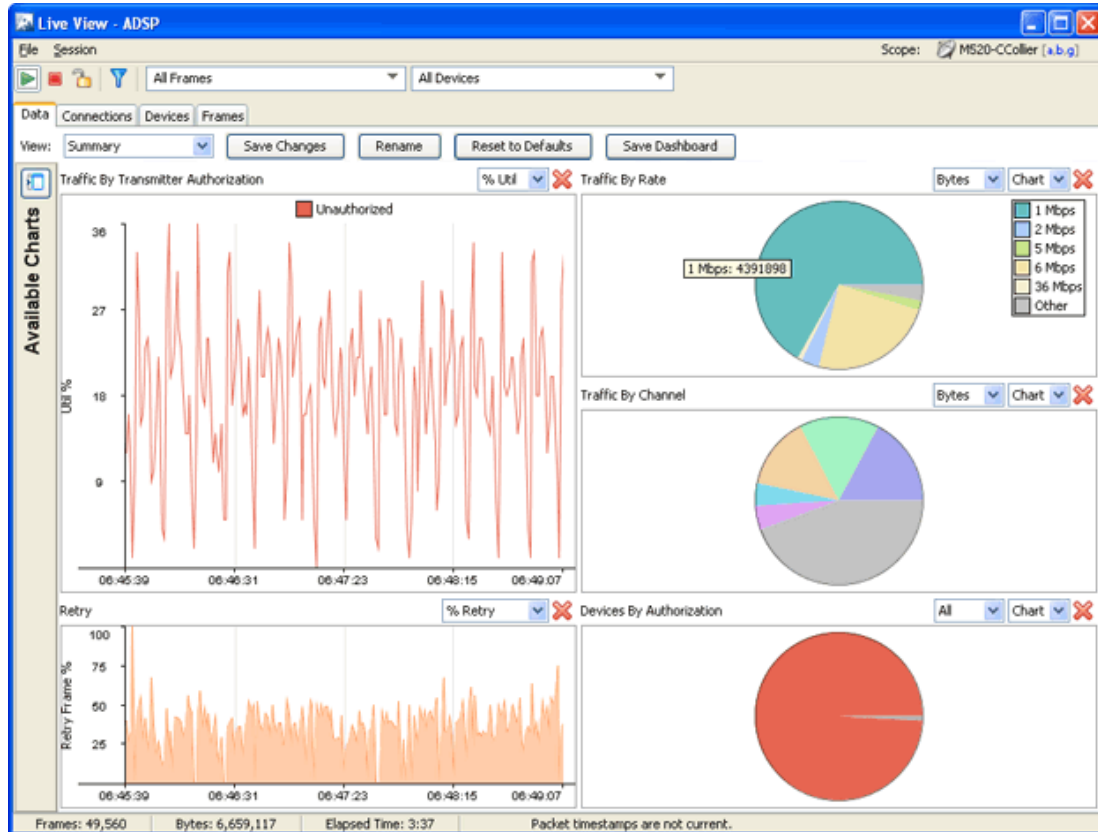 Live View - ADSP
File Session Scope: M520-CCollier (a,b,g)
All Frames All Devices
Data Connections Devices Frames
View: Summary Save Changes Rename Reset to Defaults Save Dashboard
Available Charts
Traffic By Transmitter Authorization % Util
Unauthorized
36
27
18
9
Util %
06:45:39 06:46:31 06:47:23 06:48:15 06:49:07
Traffic By Rate Bytes Chart
1 Mbps: 4391898
1 Mbps
2 Mbps
5 Mbps
6 Mbps
36 Mbps
Other
Traffic By Channel Bytes Chart
Retry % Retry
100
75
50
25
Retry Frame %
06:45:39 06:46:31 06:47:23 06:48:15 06:49:07
Devices By Authorization All Chart
Frames: 49,560 Bytes: 6,659,117 Elapsed Time: 3:37 Packet timestamps are not current.